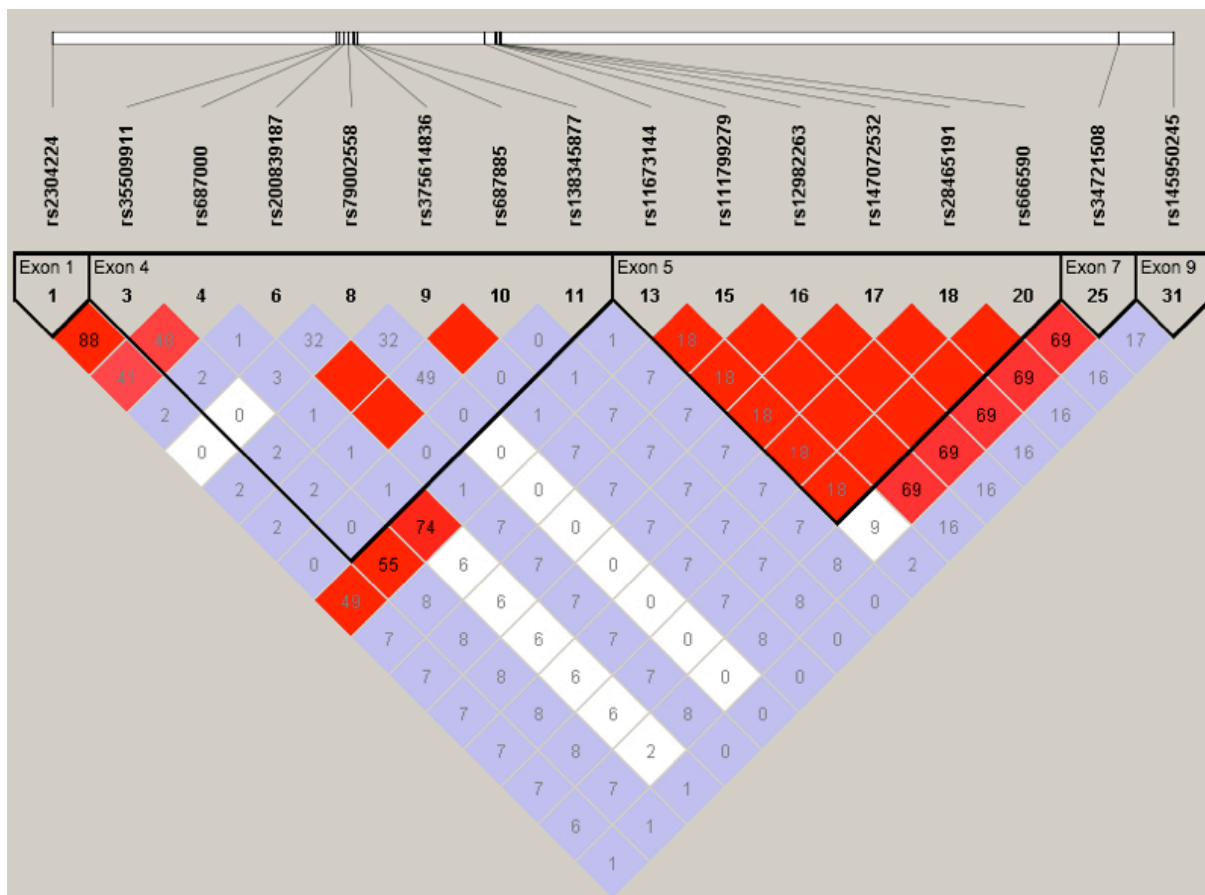 rs2304224
rs35509911
rs687000
rs200839187
rs79002558
rs375614836
rs687885
rs138345877
rs11673144
rs111799279
rs12982263
rs147072532
rs28465191
rs666590
rs34721508
rs145950245
Exon 1 Exon 4 Exon 5 Exon 7 Exon 9
1 3 4 6 8 9 10 11 13 15 16 17 18 20 25 31
88 48 1 32 32 0 1 18 69 17
41 2 3 49 0 1 7 18 69 16
2 0 1 0 1 7 7 18 69 16
0 2 1 0 0 7 7 7 18 69 16
2 2 1 1 0 7 7 7 18 69 16
2 0 74 7 0 7 7 7 9 16
0 55 6 7 0 7 7 8 2
49 8 6 7 0 7 8 0
7 8 6 7 0 8 0
7 8 6 7 0 0
7 8 6 8 0
7 8 2 0
7 7 1
6 1
1